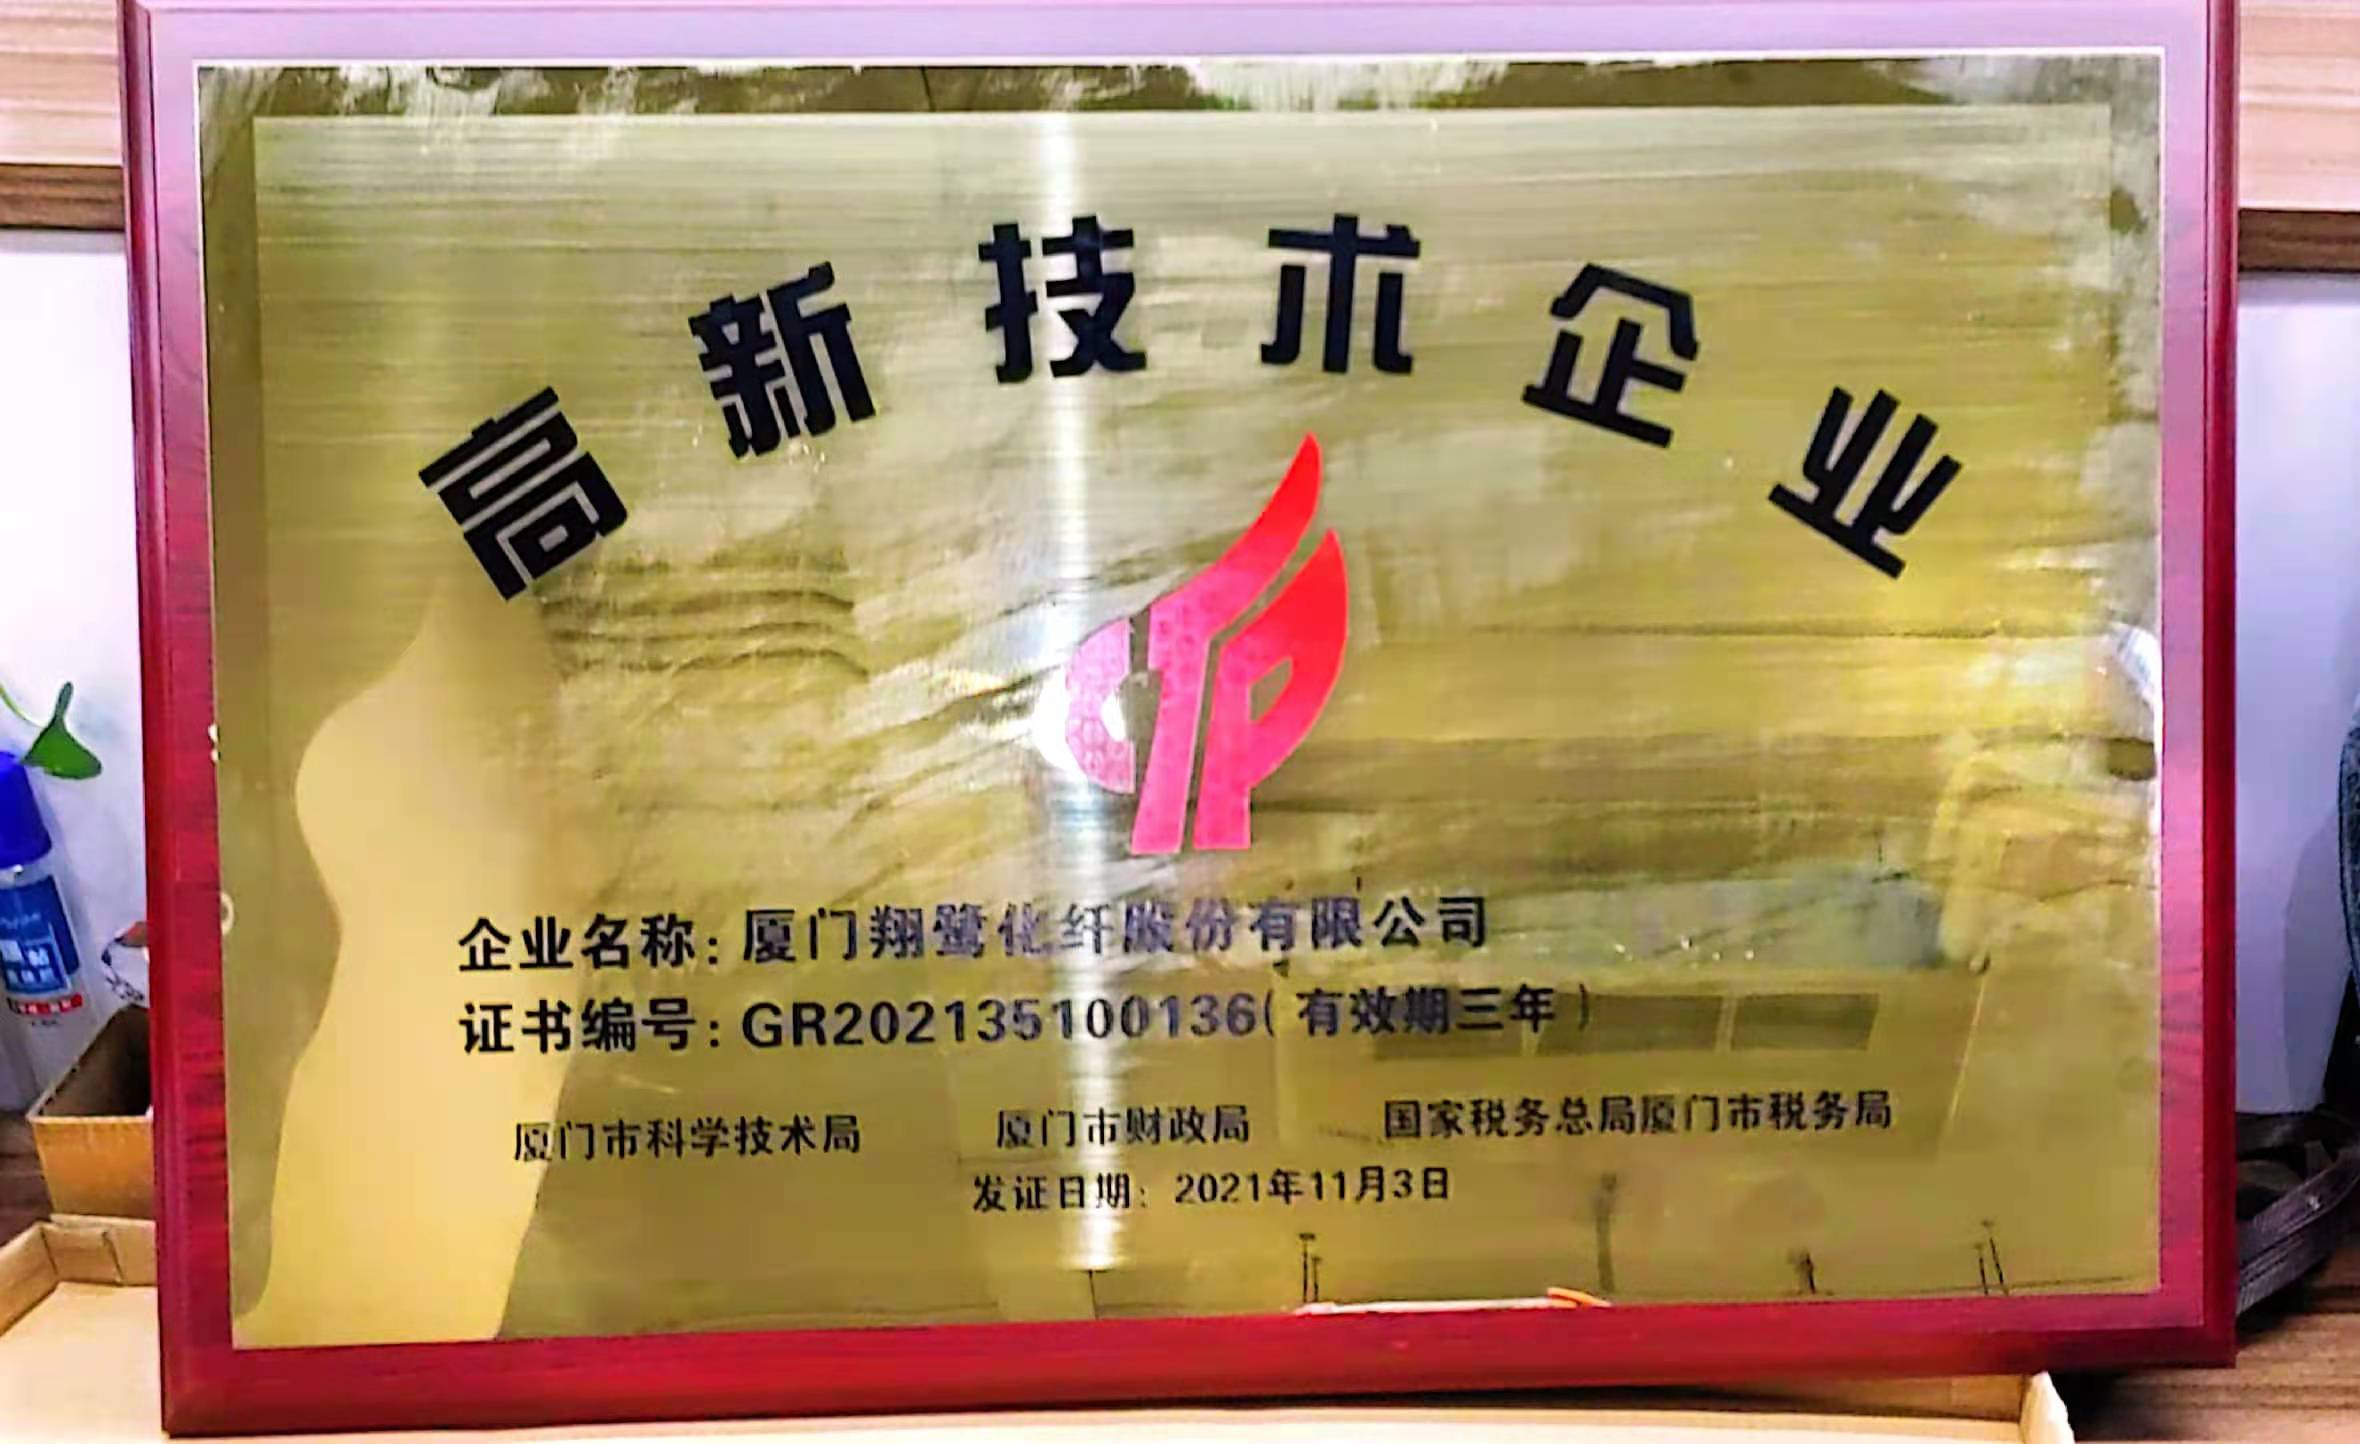 高新技术企业
企业名称：厦门翔鹭化纤股份有限公司
证书编号：GR202135100136（有效期三年）
厦门市科学技术局 厦门市财政局 国家税务总局厦门市税务局
发证日期：2021年11月3日